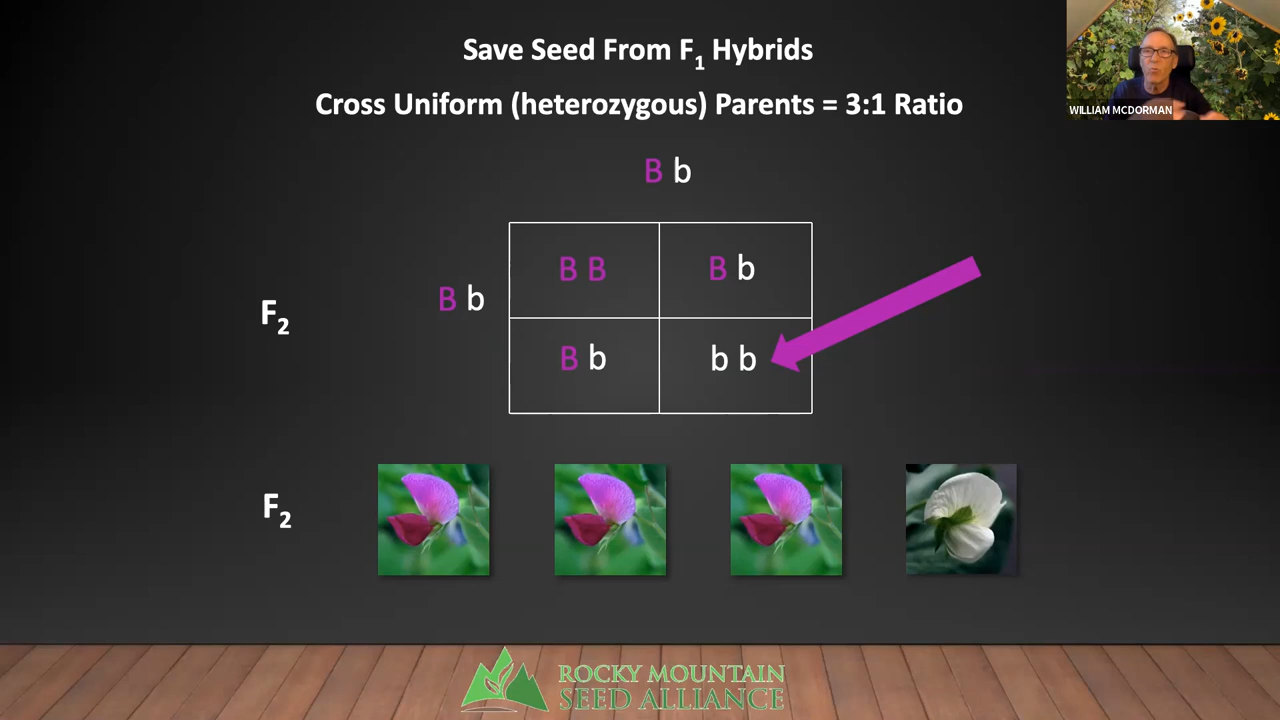 Save Seed From F₁ Hybrids
Cross Uniform (heterozygous) Parents = 3:1 Ratio
WILLIAM MCDORMAN
B b
B B
B b
B b
F₂
B b
b b
F₂
ROCKY MOUNTAIN
SEED ALLIANCE